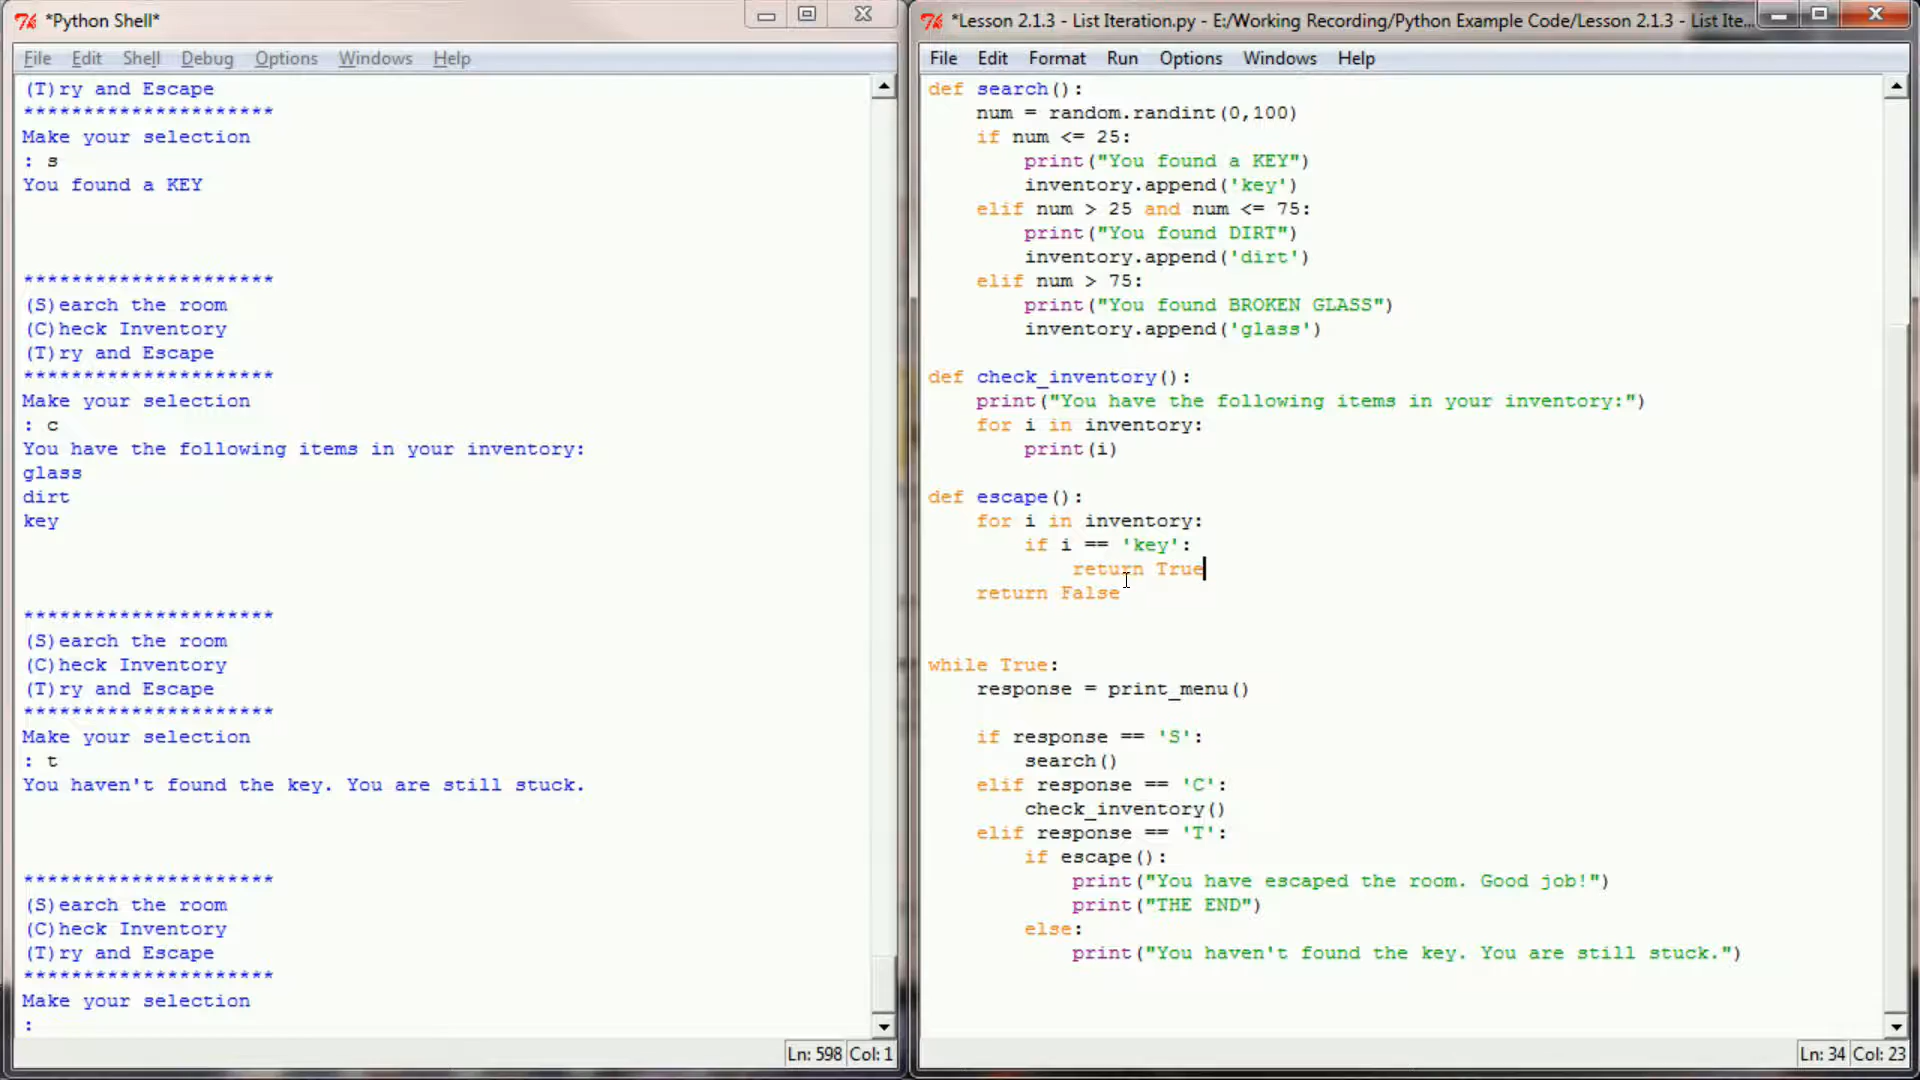 *Python Shell*
File Edit Shell Debug Options Windows Help
(T)ry and Escape
*********************
Make your selection
: s
You found a KEY
*********************
(S)earch the room
(C)heck Inventory
(T)ry and Escape
*********************
Make your selection
: c
You have the following items in your inventory:
glass
dirt
key
*********************
(S)earch the room
(C)heck Inventory
(T)ry and Escape
*********************
Make your selection
: t
You haven't found the key. You are still stuck.
*********************
(S)earch the room
(C)heck Inventory
(T)ry and Escape
*********************
Make your selection
:
Ln: 598 Col: 1
*Lesson 2.1.3 - List Iteration.py - E:/Working Recording/Python Example Code/Lesson 2.1.3 - List Ite...
File Edit Format Run Options Windows Help
def search():
    num = random.randint(0,100)
    if num <= 25:
        print("You found a KEY")
        inventory.append('key')
    elif num > 25 and num <= 75:
        print("You found DIRT")
        inventory.append('dirt')
    elif num > 75:
        print("You found BROKEN GLASS")
        inventory.append('glass')
def check_inventory():
    print("You have the following items in your inventory:")
    for i in inventory:
        print(i)
def escape():
    for i in inventory:
        if i == 'key':
            return True
    return False
while True:
    response = print_menu()
    if response == 'S':
        search()
    elif response == 'C':
        check_inventory()
    elif response == 'T':
        if escape():
            print("You have escaped the room. Good job!")
            print("THE END")
        else:
            print("You haven't found the key. You are still stuck.")
Ln: 34 Col: 23